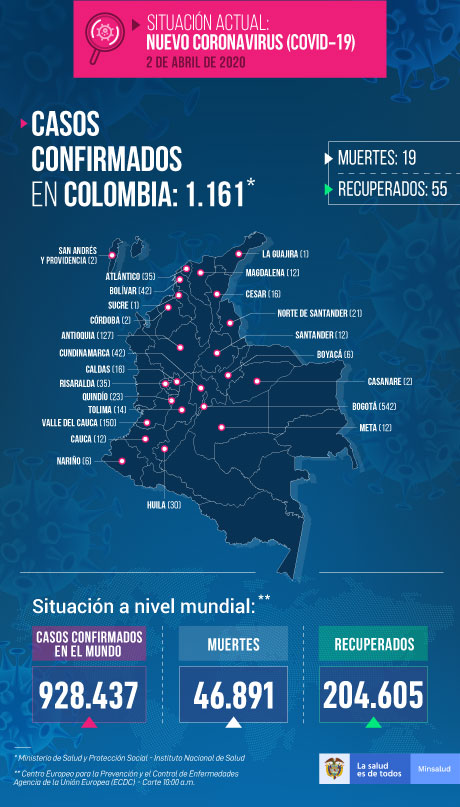 SITUACIÓN ACTUAL:
NUEVO CORONAVIRUS (COVID-19)
2 DE ABRIL DE 2020
CASOS
CONFIRMADOS
EN COLOMBIA: 1.161*
MUERTES: 19
RECUPERADOS: 55
SAN ANDRÉS
Y PROVIDENCIA (2)
ATLÁNTICO (35)
BOLÍVAR (42)
SUCRE (1)
CÓRDOBA (2)
ANTIOQUIA (127)
CUNDINAMARCA (42)
CALDAS (16)
RISARALDA (35)
QUINDÍO (23)
TOLIMA (14)
VALLE DEL CAUCA (150)
CAUCA (12)
NARIÑO (6)
HUILA (30)
LA GUAJIRA (1)
MAGDALENA (12)
CESAR (16)
NORTE DE SANTANDER (21)
SANTANDER (12)
BOYACÁ (6)
CASANARE (2)
BOGOTÁ (542)
META (12)
Situación a nivel mundial:**
CASOS CONFIRMADOS
EN EL MUNDO
928.437
MUERTES
46.891
RECUPERADOS
204.605
* Ministerio de Salud y Protección Social - Instituto Nacional de Salud
** Centro Europeo para la Prevención y el Control de Enfermedades
Agencia de la Unión Europea (ECDC) - Corte 10:00 a.m.
La salud
es de todos
Minsalud